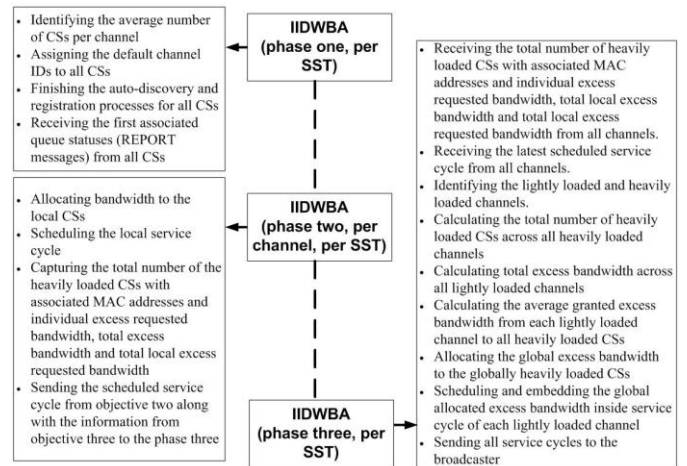 • Identifying the average number
of CSs per channel
• Assigning the default channel
IDs to all CSs
• Finishing the auto-discovery and
registration processes for all CSs
• Receiving the first associated
queue statuses (REPORT
messages) from all CSs
IIDWBA
(phase one, per
SST)
• Allocating bandwidth to the
local CSs
• Scheduling the local service
cycle
• Capturing the total number of the
heavily loaded CSs with
associated MAC addresses and
individual excess requested
bandwidth, total excess
bandwidth and total local excess
requested bandwidth
• Sending the scheduled service
cycle from objective two along
with the information from
objective three to the phase three
IIDWBA
(phase two, per
channel, per SST)
• Receiving the total number of heavily
loaded CSs with associated MAC
addresses and individual excess
requested bandwidth, total local excess
bandwidth and total local excess
requested bandwidth from all channels.
• Receiving the latest scheduled service
cycle from all channels.
• Identifying the lightly loaded and heavily
loaded channels.
• Calculating the total number of heavily
loaded CSs across all heavily loaded
channels
• Calculating total excess bandwidth across
all lightly loaded channels
• Calculating the average granted excess
bandwidth from each lightly loaded
channel to all heavily loaded CSs
• Allocating the global excess bandwidth
to the globally heavily loaded CSs
• Scheduling and embedding the global
allocated excess bandwidth inside service
cycle of each lightly loaded channel
• Sending all service cycles to the
broadcaster
IIDWBA
(phase three, per
SST)